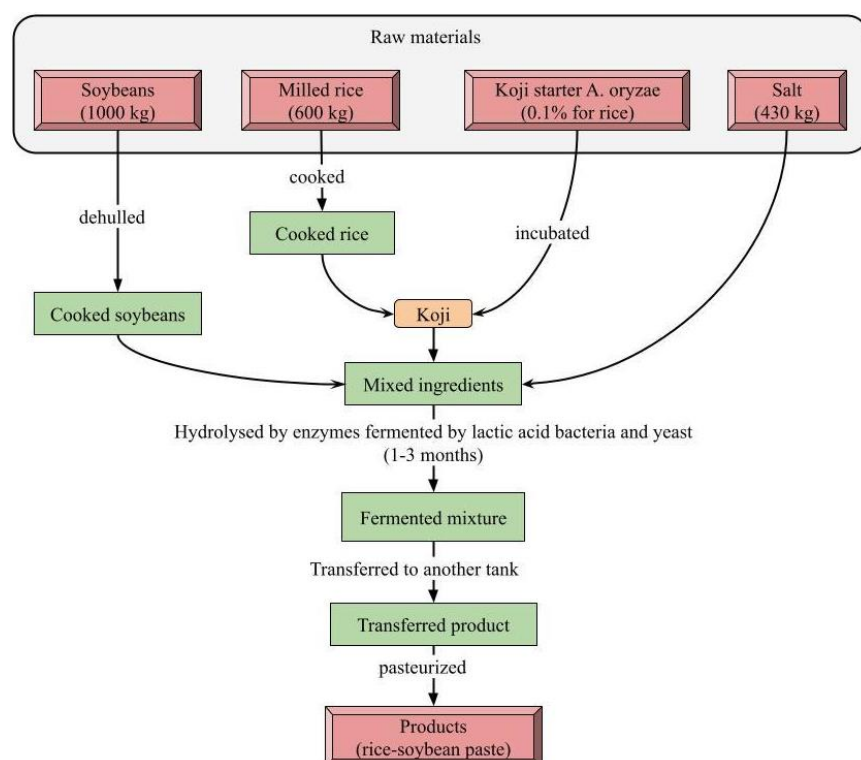 Raw materials
Soybeans
(1000 kg)
Milled rice
(600 kg)
Koji starter A. oryzae
(0.1% for rice)
Salt
(430 kg)
cooked
dehulled
Cooked rice
incubated
Cooked soybeans
Koji
Mixed ingredients
Hydrolysed by enzymes fermented by lactic acid bacteria and yeast
(1-3 months)
Fermented mixture
Transferred to another tank
Transferred product
pasteurized
Products
(rice-soybean paste)